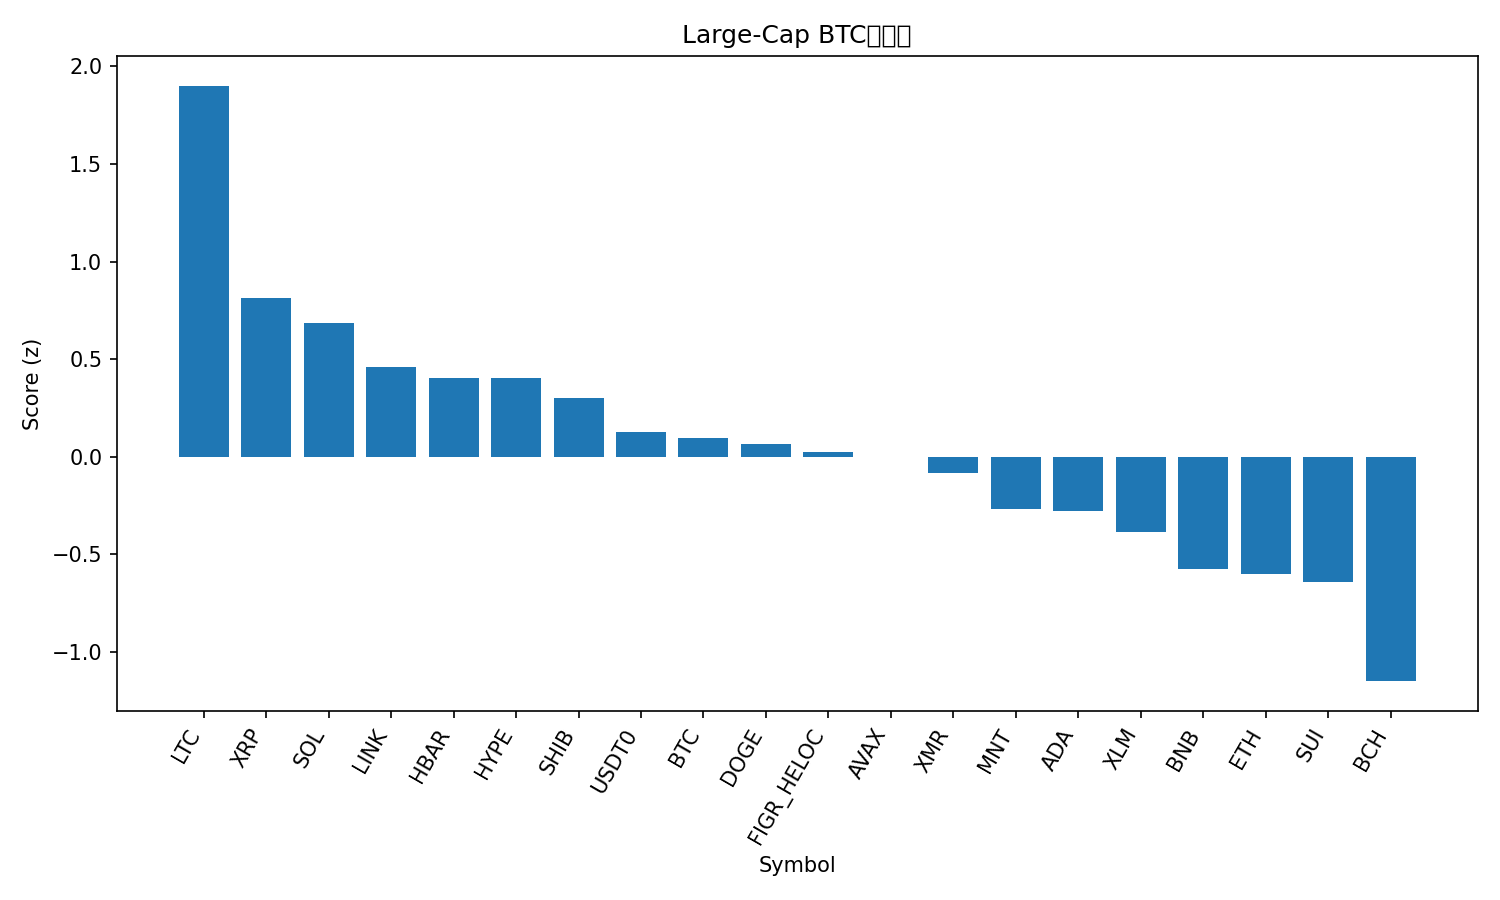 Large-Cap BTC
2.0
1.5
1.0
0.5
0.0
−0.5
−1.0
Score (z)
LTC
XRP
SOL
LINK
HBAR
HYPE
SHIB
USDT0
BTC
DOGE
FIGR_HELOC
AVAX
XMR
MNT
ADA
XLM
BNB
ETH
SUI
BCH
Symbol